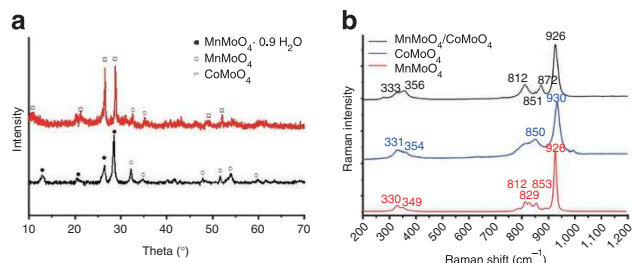 a
MnMoO4· 0.9 H2O
MnMoO4
CoMoO4
Intensity
10 20 30 40 50 60 70
Theta (°)
b
MnMoO4/CoMoO4
CoMoO4
MnMoO4
926
812
872
333 356
851
930
331 354
850
926
812 853
829
330 349
Raman intensity
200 300 400 500 600 700 800 900 1,000 1,100 1,200
Raman shift (cm−1)